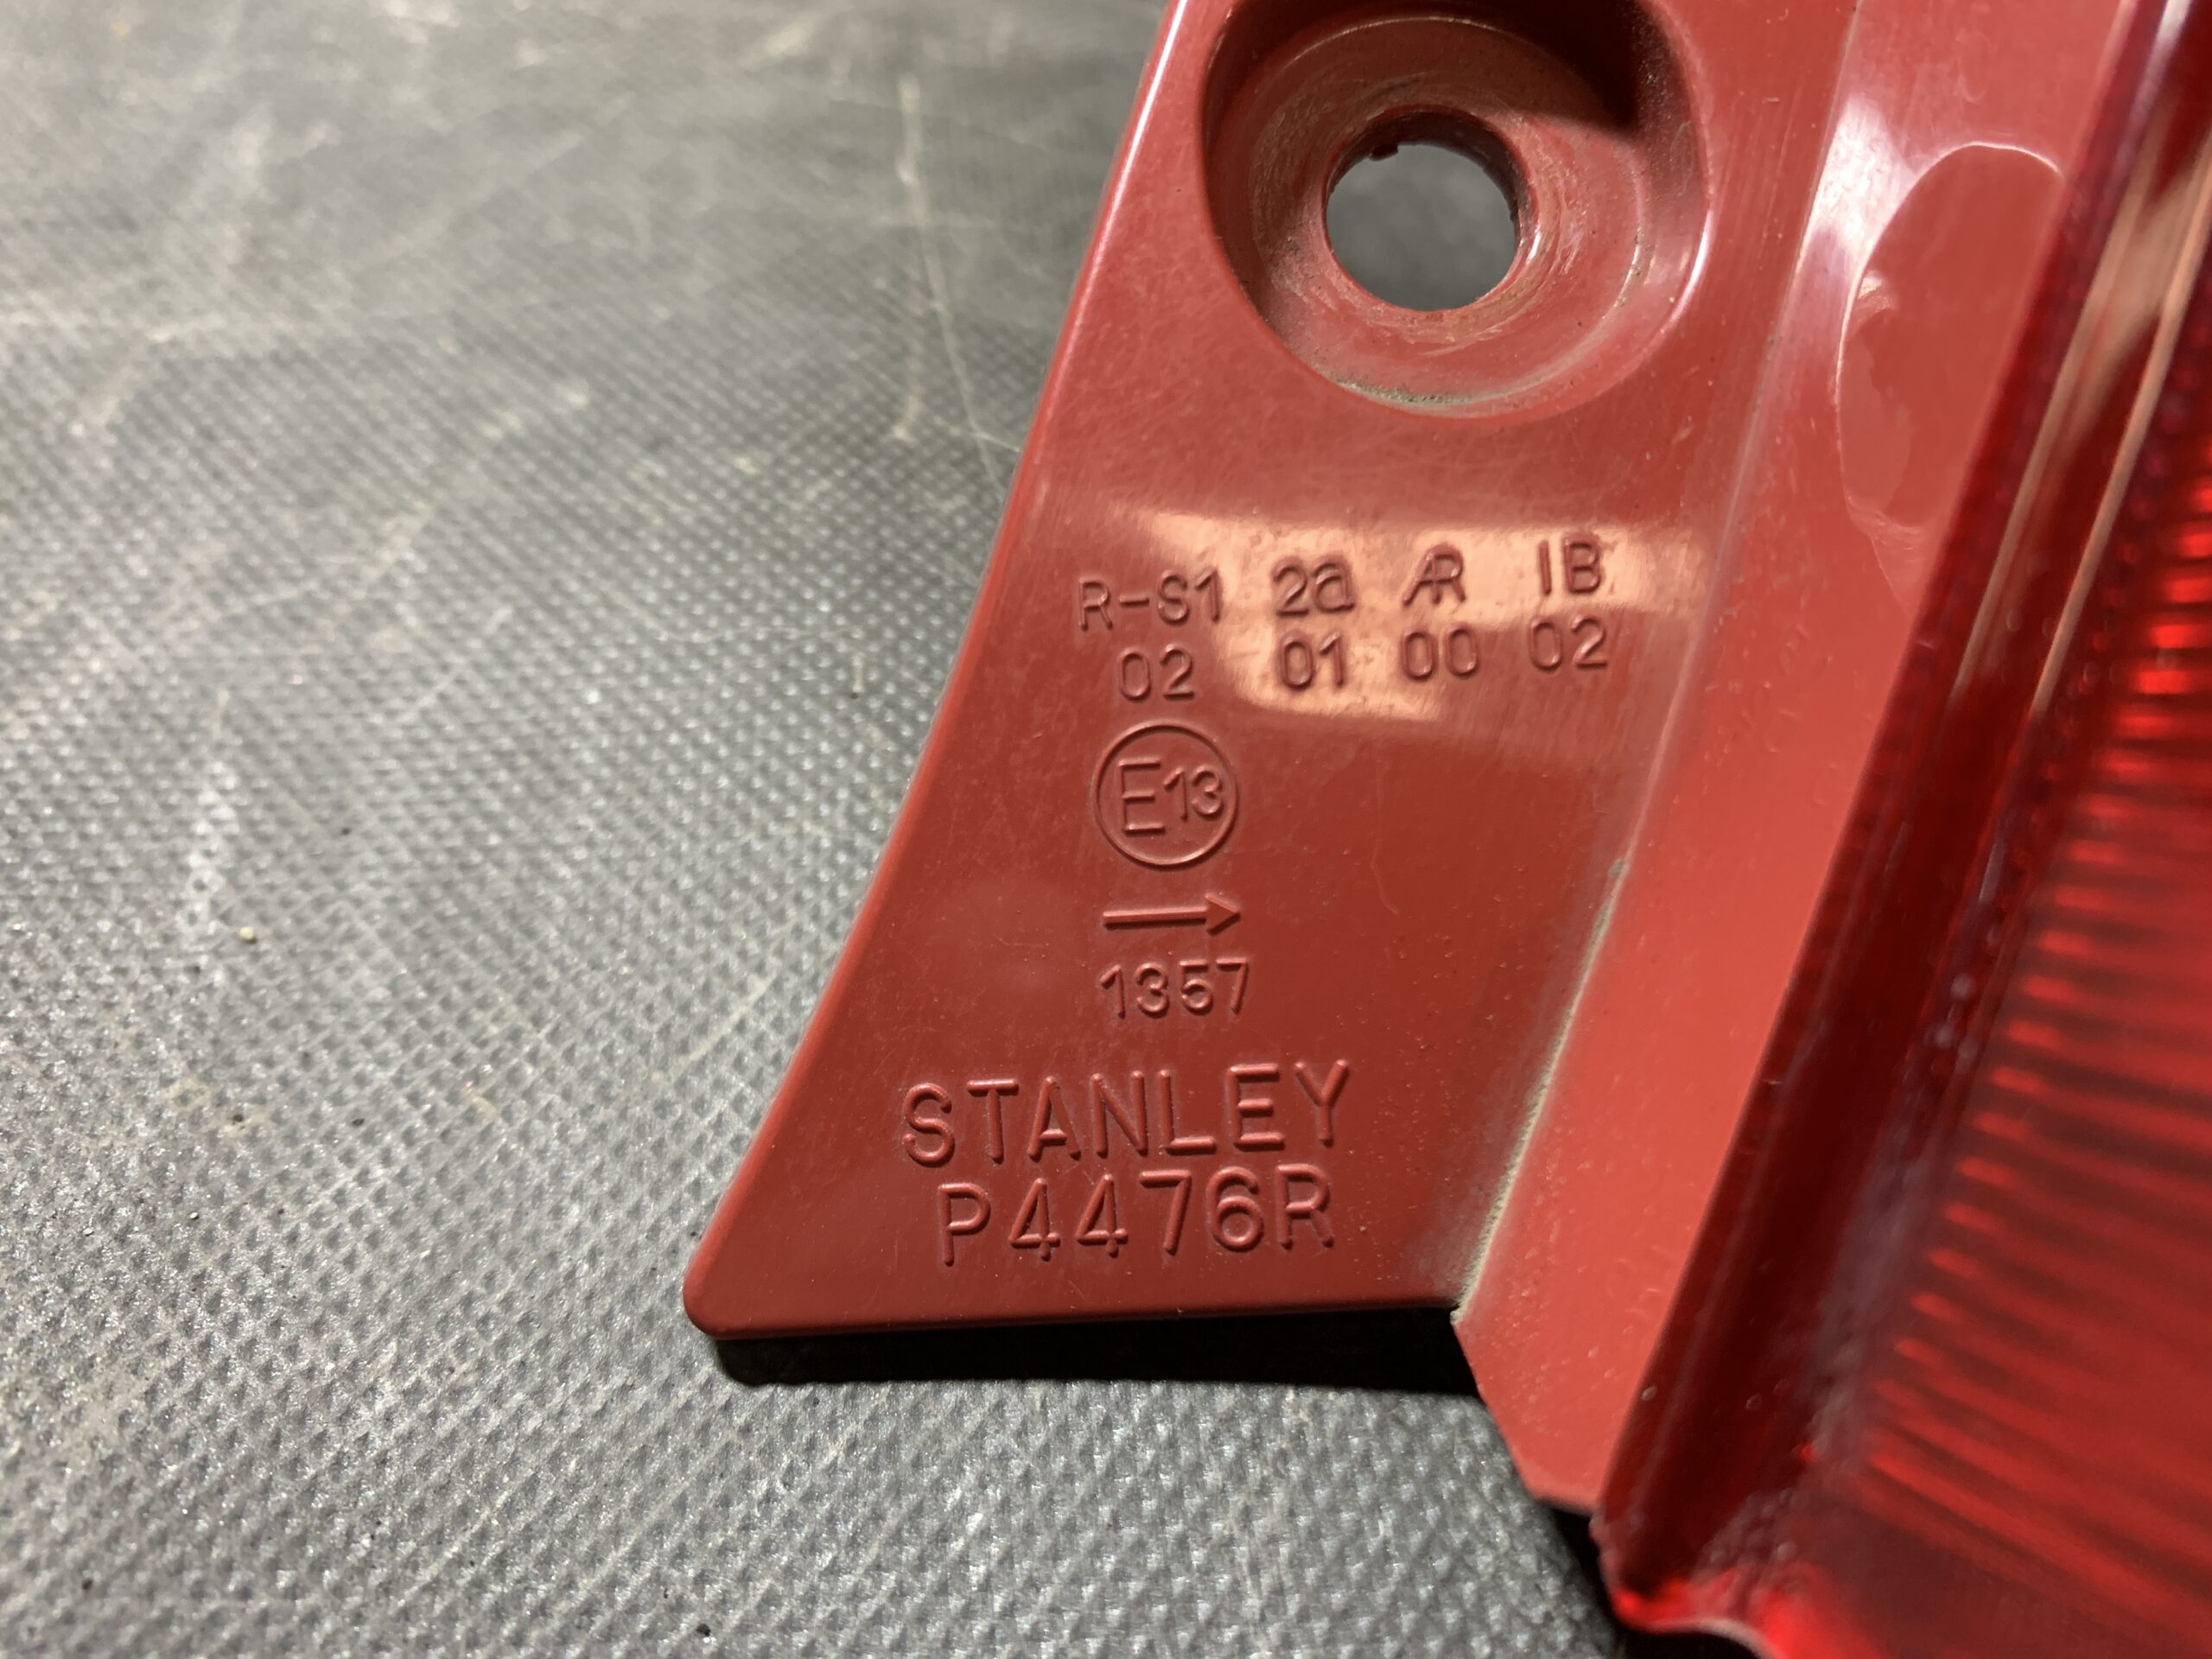 R-S1 2a AR IB
02 01 00 02
E13
→
1357
STANLEY
P4476R